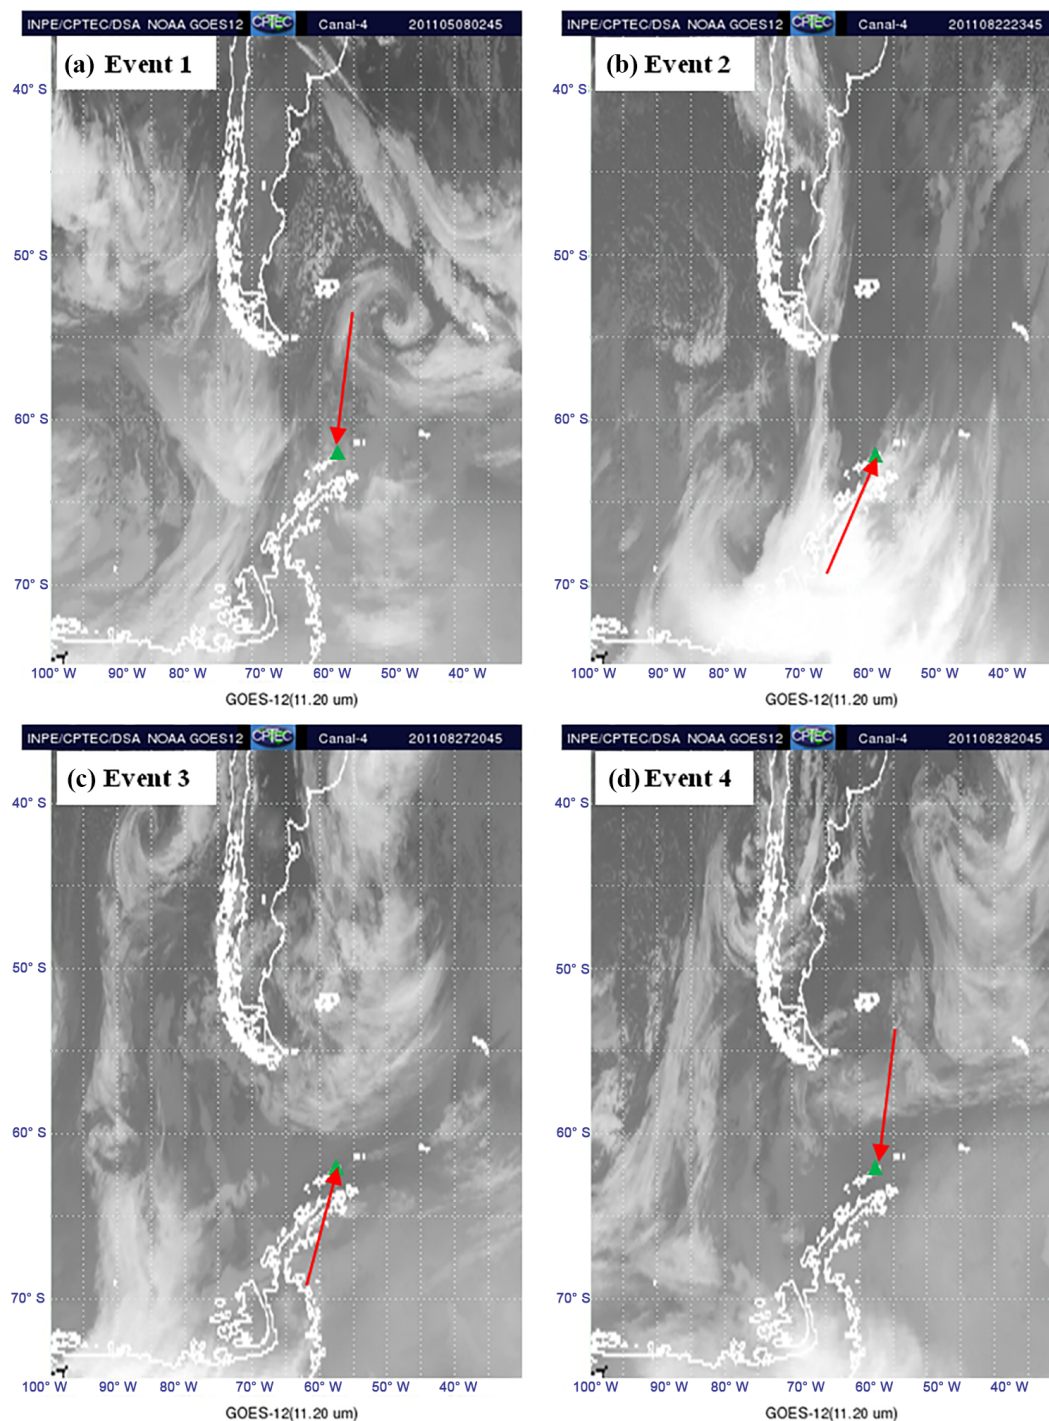 INPE/CPTEC/DSA NOAA GOES12 CPTEC Canal-4 201105080245
(a) Event 1
40° S
50° S
60° S
70° S
100° W 90° W 80° W 70° W 60° W 50° W 40° W
GOES-12(11.20 um)
INPE/CPTEC/DSA NOAA GOES12 CPTEC Canal-4 201108222345
(b) Event 2
40° S
50° S
60° S
70° S
100° W 90° W 80° W 70° W 60° W 50° W 40° W
GOES-12(11.20 um)
INPE/CPTEC/DSA NOAA GOES12 CPTEC Canal-4 201108272045
(c) Event 3
40° S
50° S
60° S
70° S
100° W 90° W 80° W 70° W 60° W 50° W 40° W
GOES-12(11.20 um)
INPE/CPTEC/DSA NOAA GOES12 CPTEC Canal-4 201108282045
(d) Event 4
40° S
50° S
60° S
70° S
100° W 90° W 80° W 70° W 60° W 50° W 40° W
GOES-12(11.20 um)